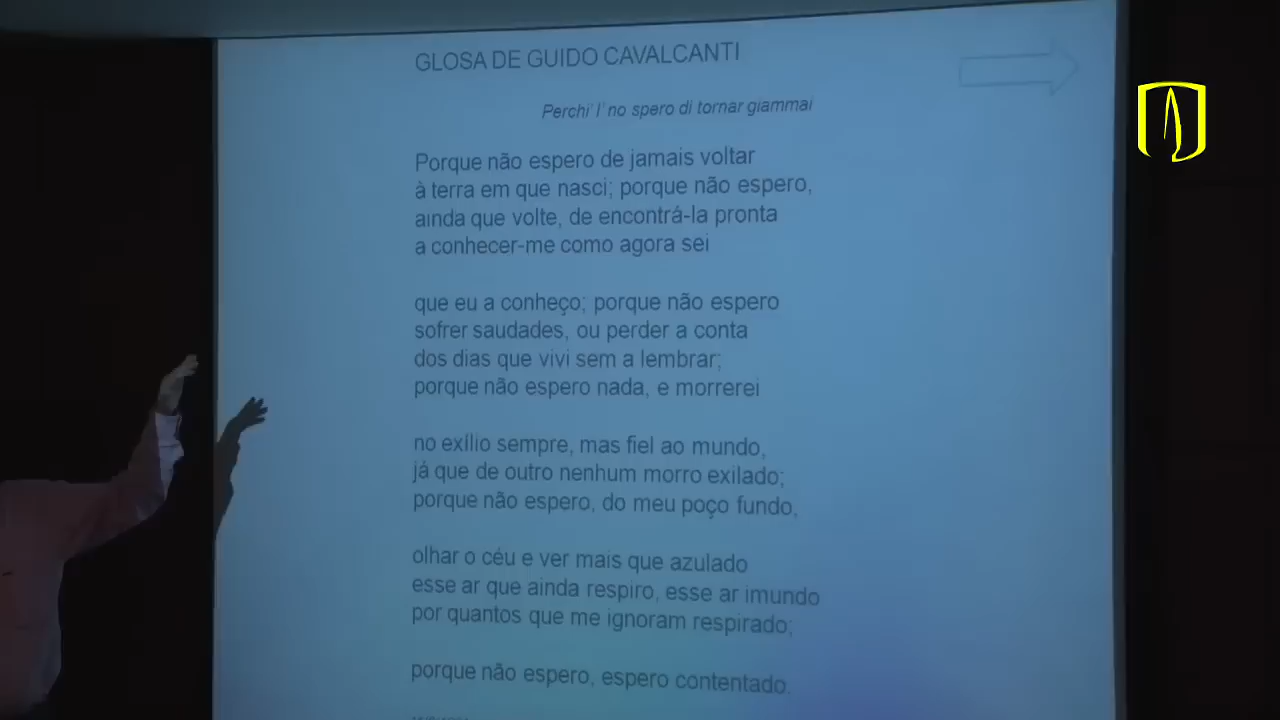 GLOSA DE GUIDO CAVALCANTI
Perchi' I' no spero di tornar giammai
Porque não espero de jamais voltar
à terra em que nasci; porque não espero,
ainda que volte, de encontrá-la pronta
a conhecer-me como agora sei
que eu a conheço; porque não espero
sofrer saudades, ou perder a conta
dos dias que vivi sem a lembrar;
porque não espero nada, e morrerei
no exílio sempre, mas fiel ao mundo,
já que de outro nenhum morro exilado;
porque não espero, do meu poço fundo,
olhar o céu e ver mais que azulado
esse ar que ainda respiro, esse ar imundo
por quantos que me ignoram respirado;
porque não espero, espero contentado.